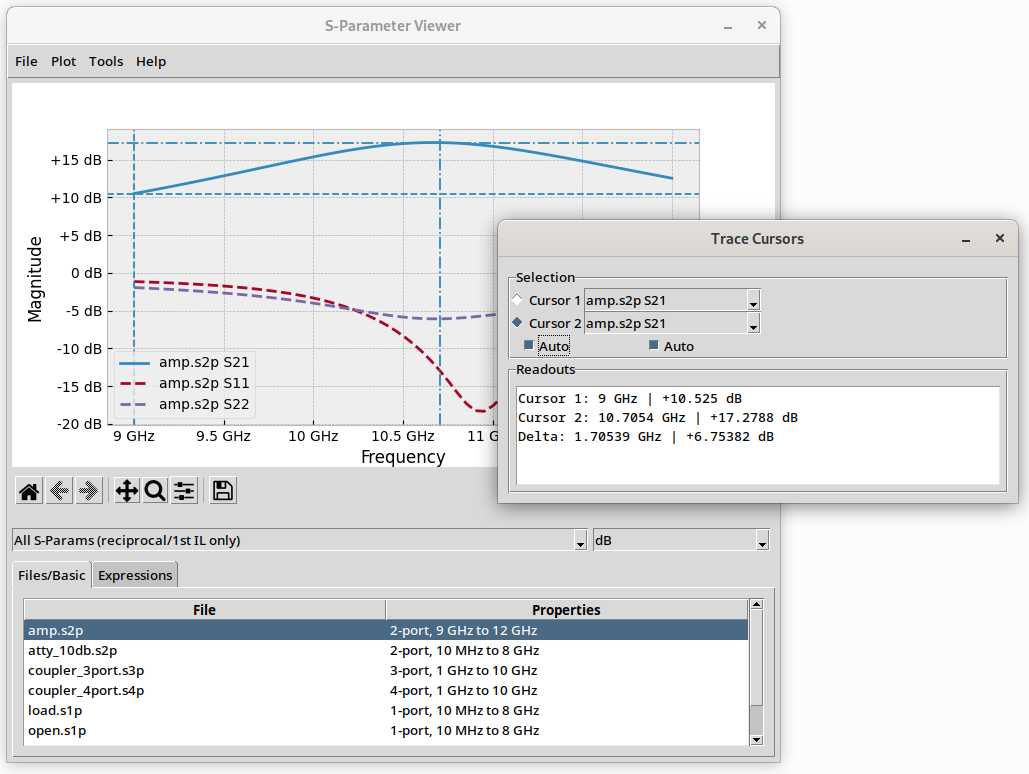 S-Parameter Viewer
File Plot Tools Help
+15 dB
+10 dB
+5 dB
0 dB
-5 dB
-10 dB
-15 dB
-20 dB
Magnitude
amp.s2p S21
amp.s2p S11
amp.s2p S22
9 GHz 9.5 GHz 10 GHz 10.5 GHz 11 G
Frequency
Trace Cursors
Selection
Cursor 1 amp.s2p S21
Cursor 2 amp.s2p S21
Auto Auto
Readouts
Cursor 1: 9 GHz | +10.525 dB
Cursor 2: 10.7054 GHz | +17.2788 dB
Delta: 1.70539 GHz | +6.75382 dB
All S-Params (reciprocal/1st IL only) dB
Files/Basic Expressions
File Properties
amp.s2p 2-port, 9 GHz to 12 GHz
atty_10db.s2p 2-port, 10 MHz to 8 GHz
coupler_3port.s3p 3-port, 1 GHz to 10 GHz
coupler_4port.s4p 4-port, 1 GHz to 10 GHz
load.s1p 1-port, 10 MHz to 8 GHz
open.s1p 1-port, 10 MHz to 8 GHz